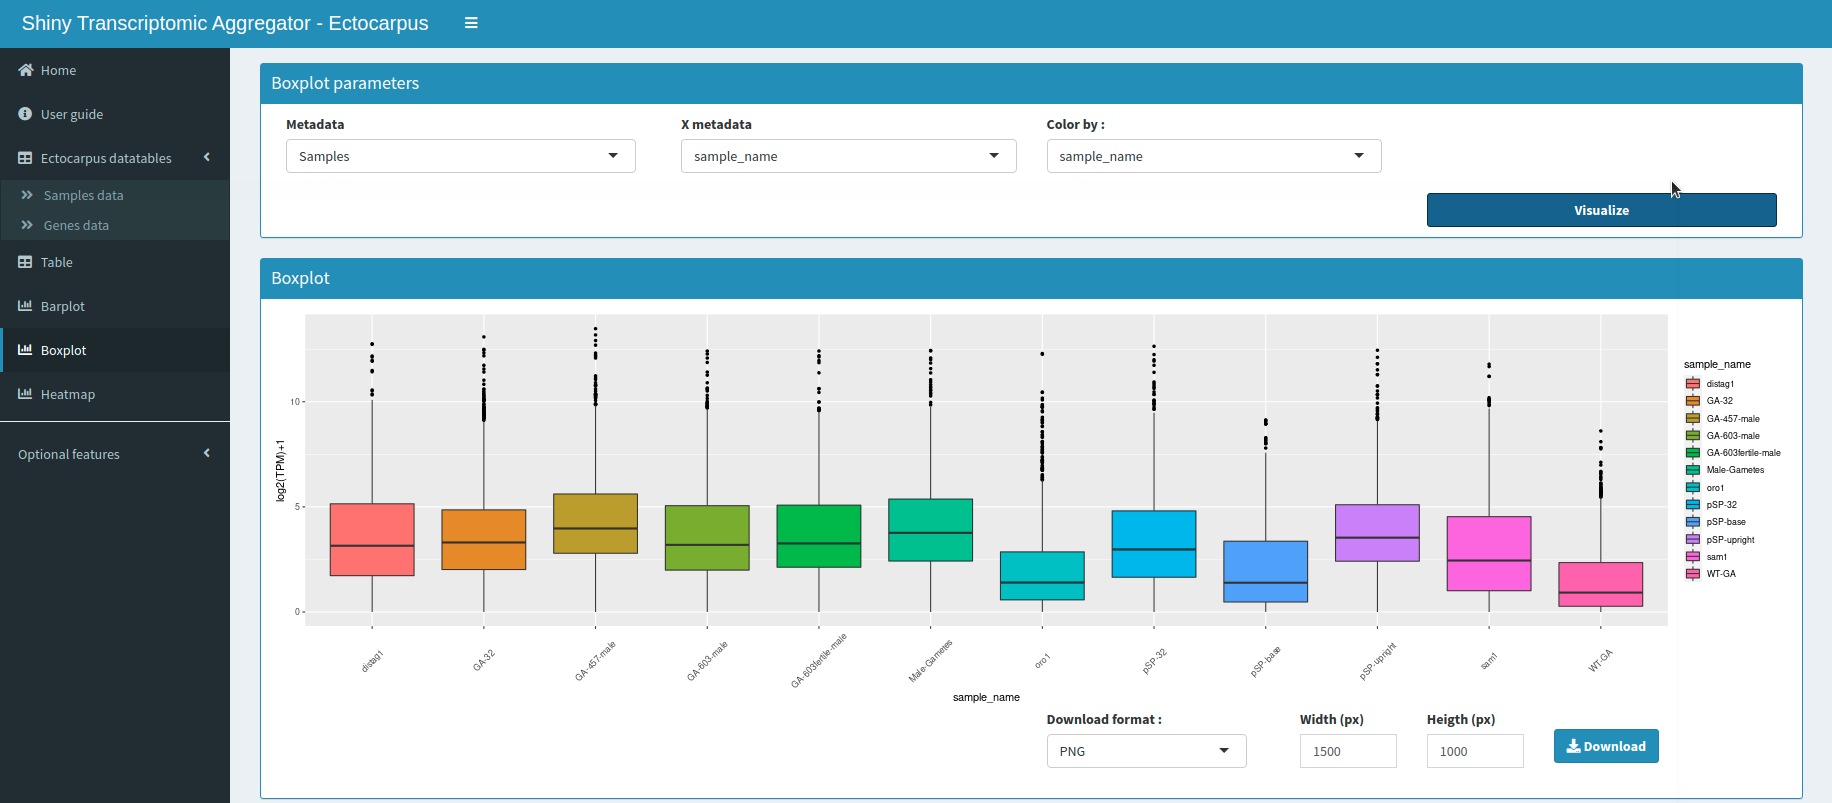 Shiny Transcriptomic Aggregator - Ectocarpus
Home
User guide
Ectocarpus datatables
Samples data
Genes data
Table
Barplot
Boxplot
Heatmap
Optional features
Boxplot parameters
Metadata
X metadata
Color by :
Samples
sample_name
sample_name
Visualize
Boxplot
log2(TPM)+1
10
5
0
distag1
GA-32
GA-457-male
GA-603-male
GA-603fertile-male
Male-Gametes
oro1
pSP-32
pSP-base
pSP-upright
sam1
WT-GA
sample_name
sample_name
distag1
GA-32
GA-457-male
GA-603-male
GA-603fertile-male
Male-Gametes
oro1
pSP-32
pSP-base
pSP-upright
sam1
WT-GA
Download format :
Width (px)
Heigth (px)
PNG
1500
1000
Download